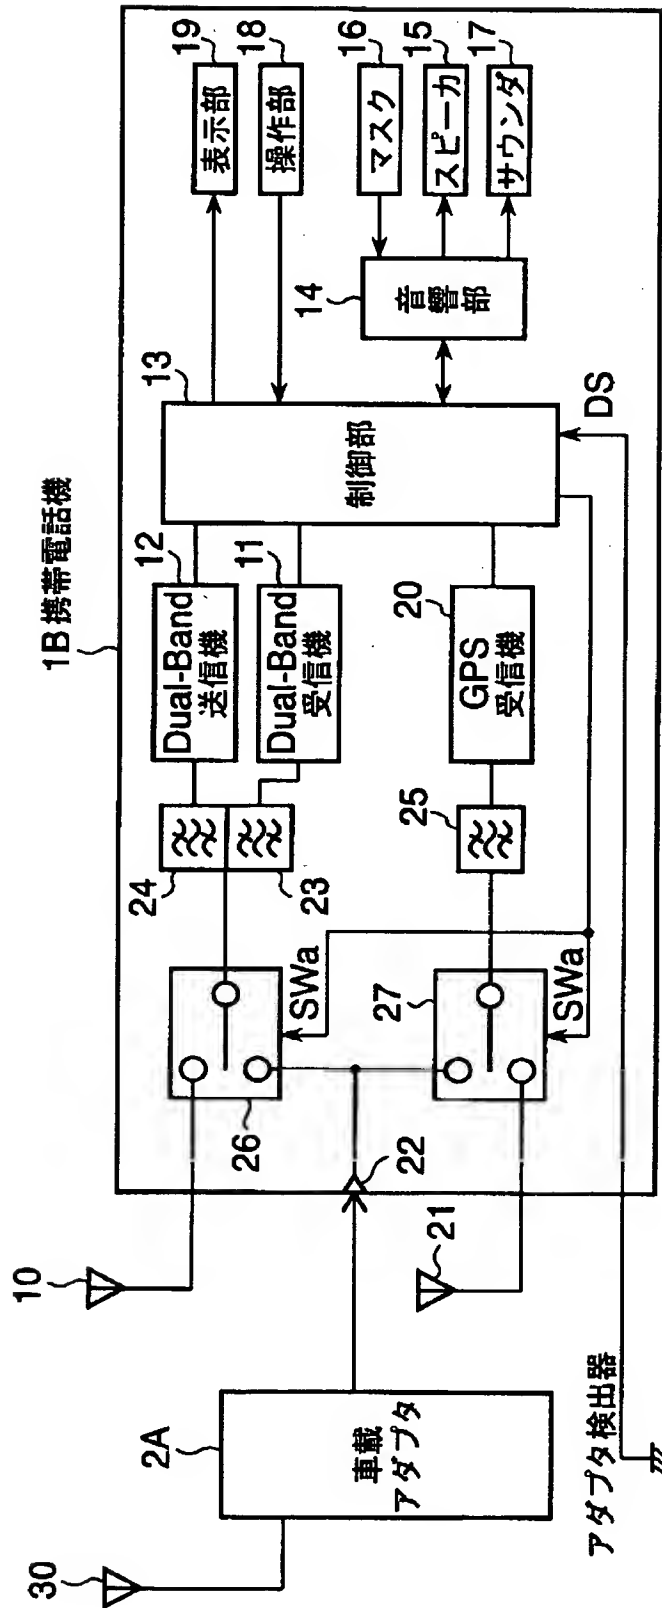 1B 携帯電話機
10
30
2A
車載
アダプタ
アダプタ検出器
21
22
26
SWa
27
SWa
24
23
25
12
Dual-Band
送信機
11
Dual-Band
受信機
20
GPS
受信機
13
制御部
DS
14
音響部
19
表示部
18
操作部
16
マスク
15
スピーカ
17
サウンダ